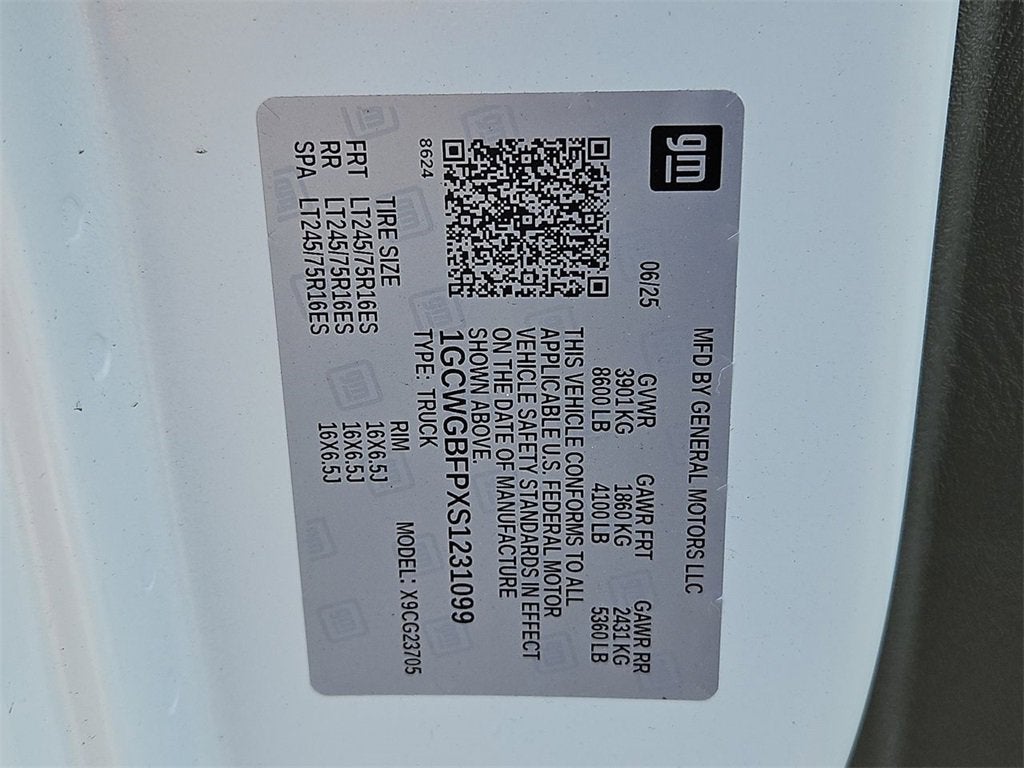 gm
MFD BY GENERAL MOTORS LLC
06/25
GVWR GAWR FRT GAWR RR
3901 KG 1860 KG 2431 KG
8600 LB 4100 LB 5360 LB
THIS VEHICLE CONFORMS TO ALL
APPLICABLE U.S. FEDERAL MOTOR
VEHICLE SAFETY STANDARDS IN EFFECT
ON THE DATE OF MANUFACTURE
SHOWN ABOVE.
1GCWGBFPXS1231099
8624
TYPE: TRUCK MODEL: X9CG23705
TIRE SIZE RIM
FRT LT245/75R16ES 16X6.5J
RR LT245/75R16ES 16X6.5J
SPA LT245/75R16ES 16X6.5J